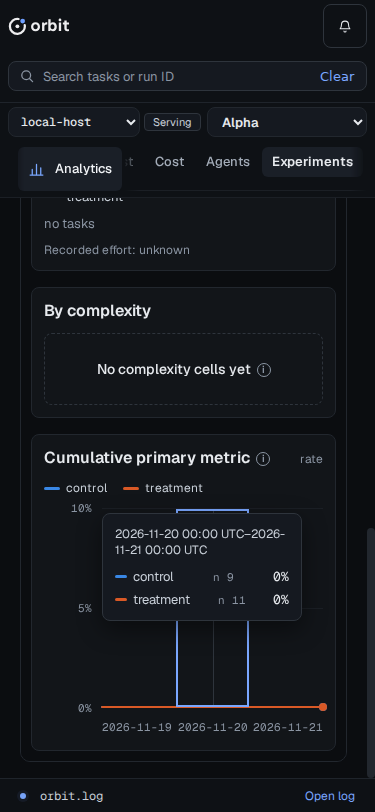 orbit
Search tasks or run ID
Clear
local-host
Serving
Alpha
Analytics
Cost
Agents
Experiments
treatment
no tasks
Recorded effort: unknown
By complexity
No complexity cells yet
Cumulative primary metric
rate
control
treatment
10%
2026-11-20 00:00 UTC–2026-
11-21 00:00 UTC
control n 9 0%
treatment n 11 0%
5%
0%
2026-11-19 2026-11-20 2026-11-21
orbit.log
Open log